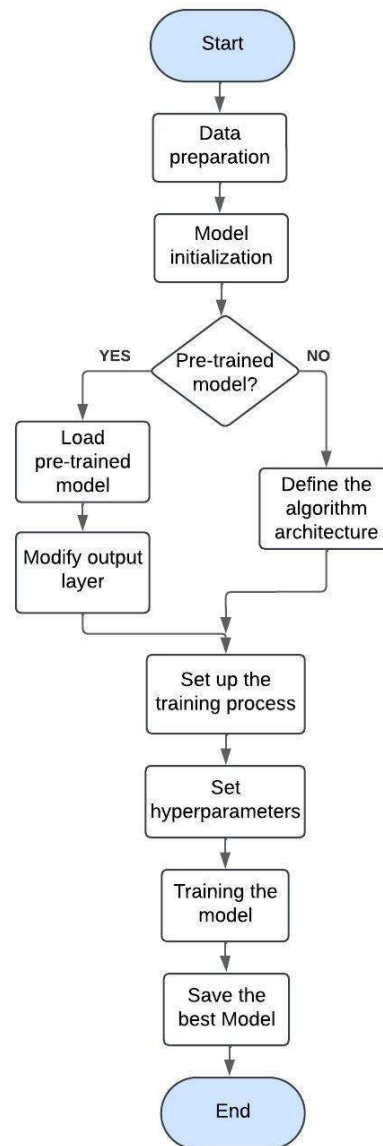 Start
Data
preparation
Model
initialization
YES
Pre-trained
model?
NO
Load
pre-trained
model
Define the
algorithm
architecture
Modify output
layer
Set up the
training process
Set
hyperparameters
Training the
model
Save the
best Model
End